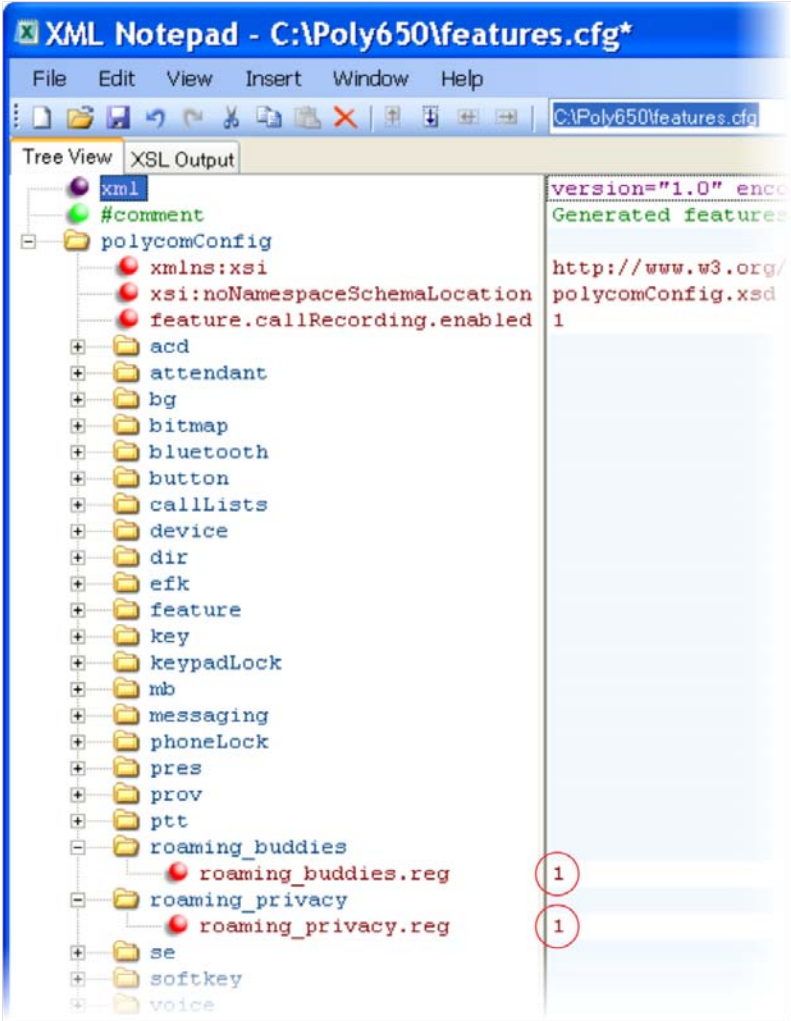 XML Notepad - C:\Poly650\features.cfg*
File Edit View Insert Window Help
C:\Poly650\features.cfg
Tree View XSL Output
xml version="1.0" enco
#comment Generated features
polycomConfig
xmlns:xsi http://www.w3.org/
xsi:noNamespaceSchemaLocation polycomConfig.xsd
feature.callRecording.enabled 1
acd
attendant
bg
bitmap
bluetooth
button
callLists
device
dir
efk
feature
key
keypadLock
mb
messaging
phoneLock
pres
prov
ptt
roaming_buddies
roaming_buddies.reg 1
roaming_privacy
roaming_privacy.reg 1
se
softkey
voice